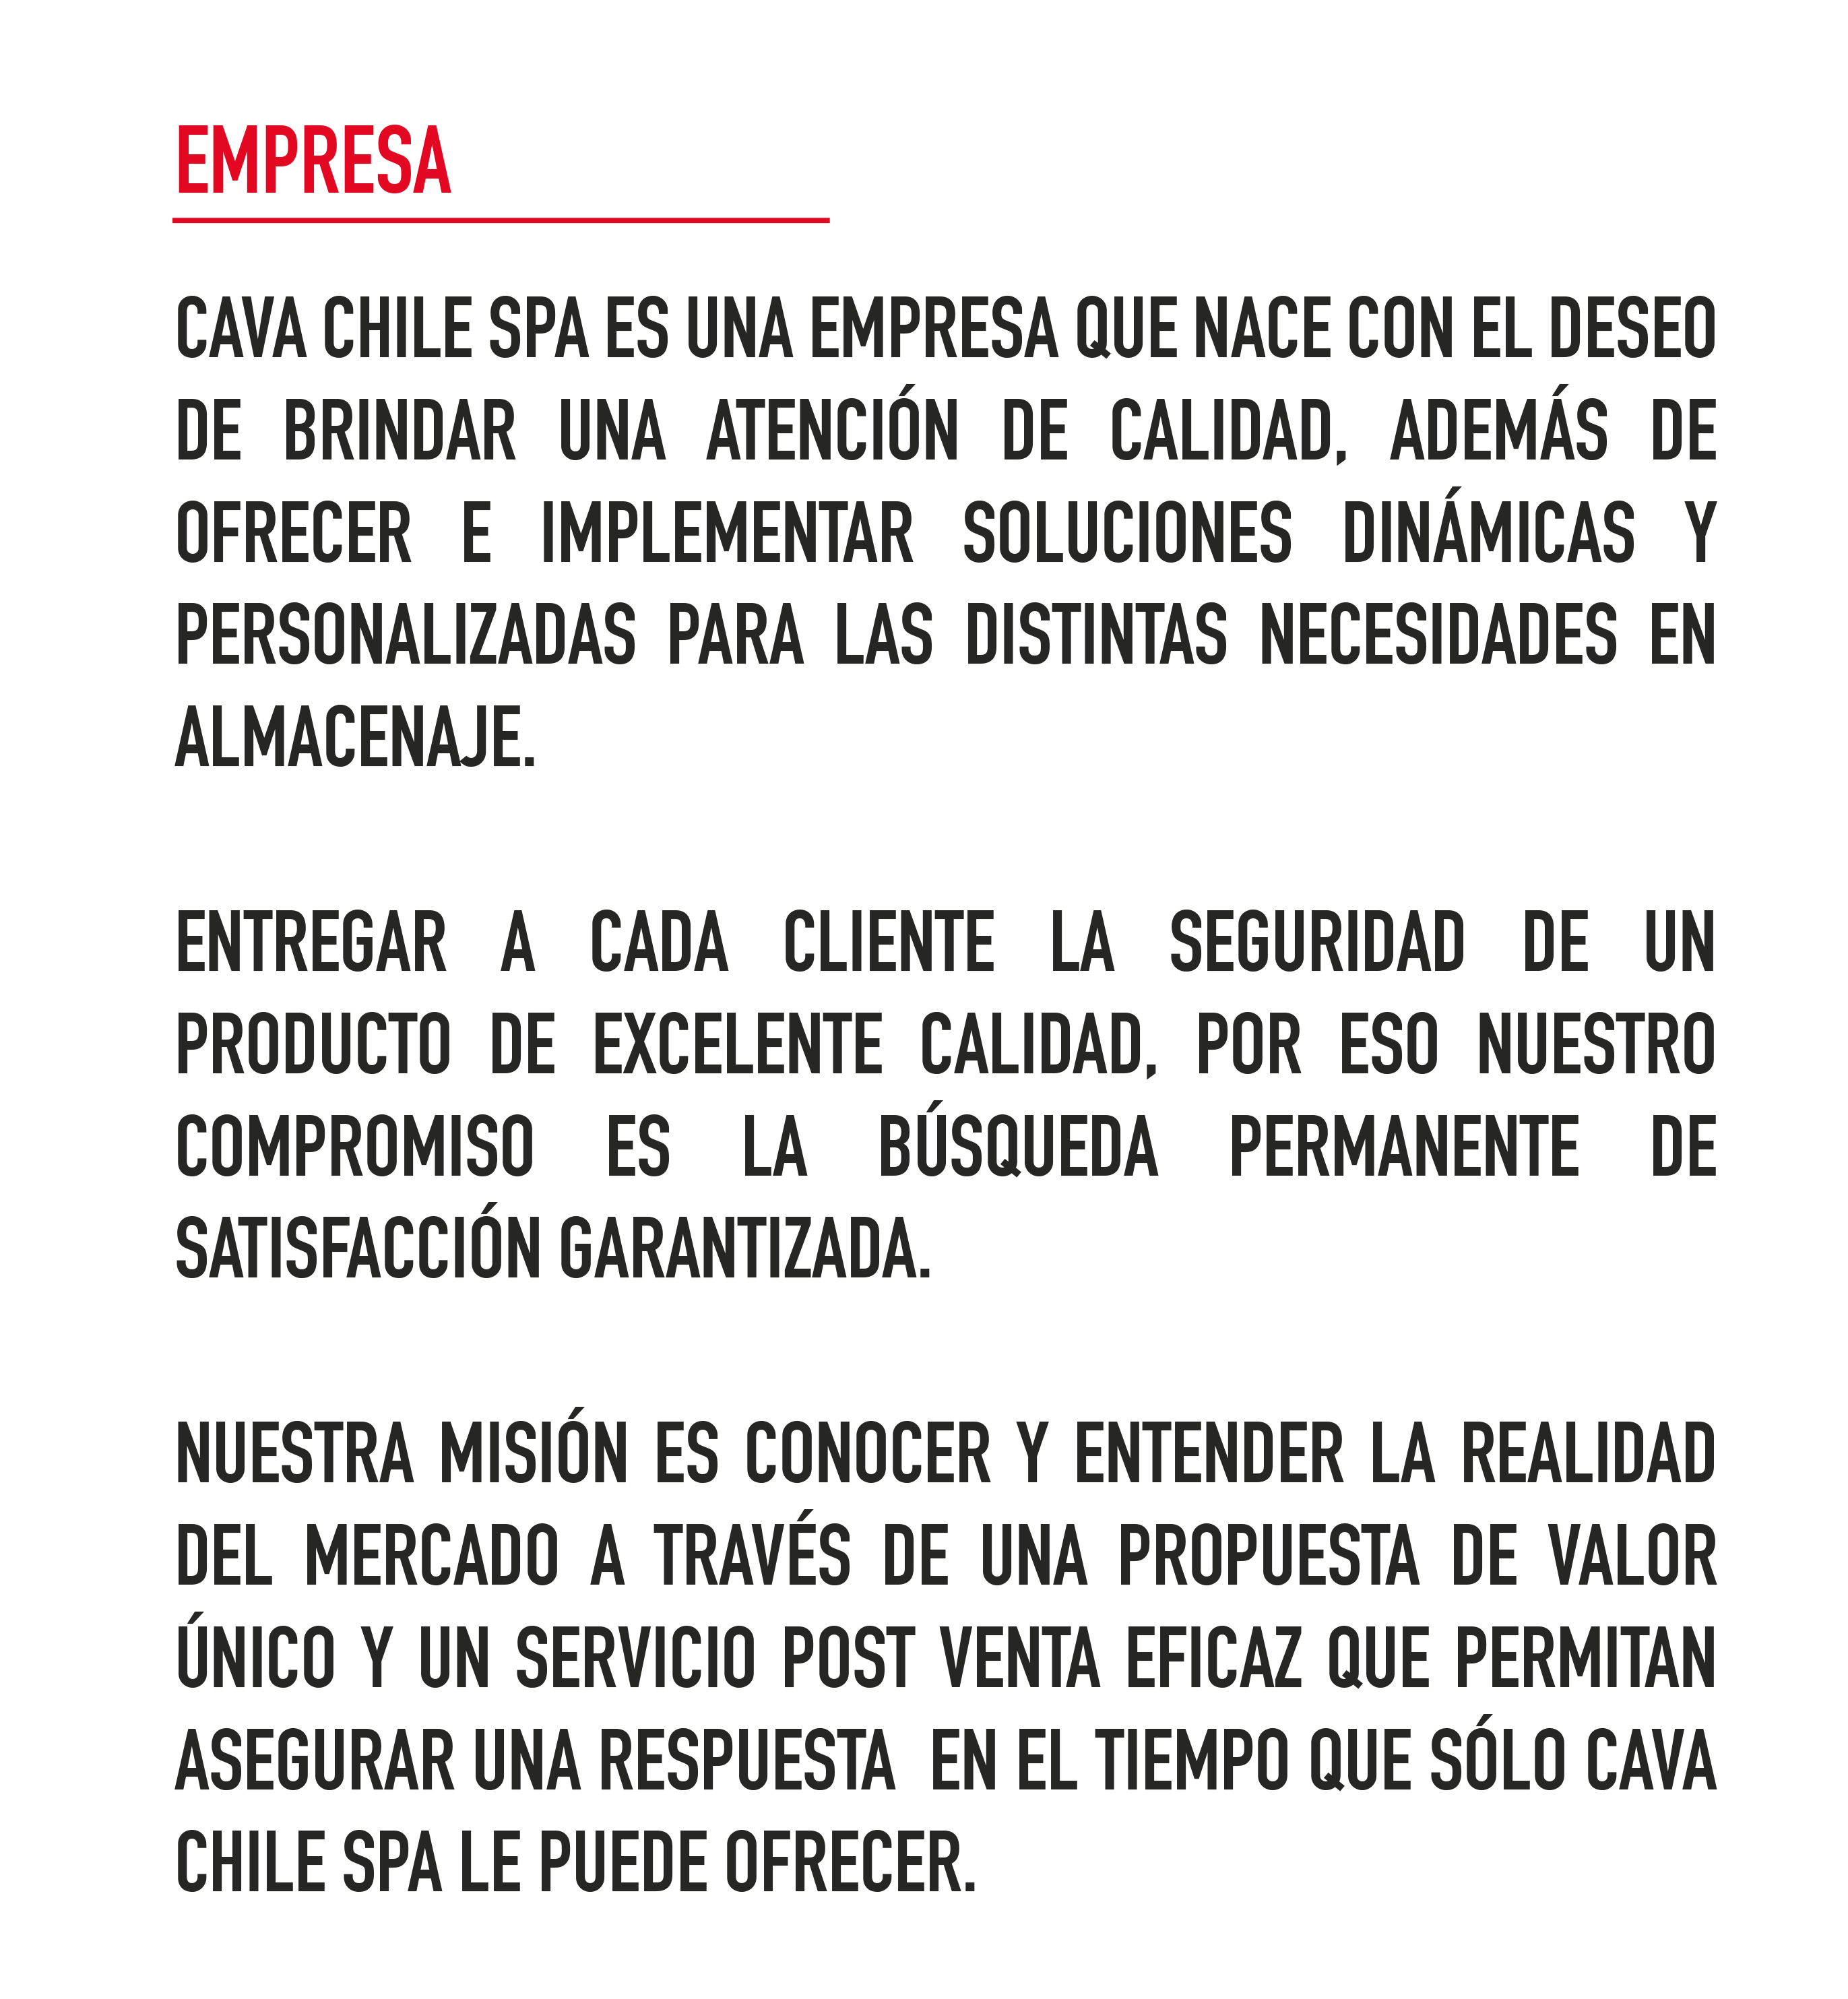 EMPRESA
CAVA CHILE SPA ES UNA EMPRESA QUE NACE CON EL DESEO
DE BRINDAR UNA ATENCIÓN DE CALIDAD, ADEMÁS DE
OFRECER E IMPLEMENTAR SOLUCIONES DINÁMICAS Y
PERSONALIZADAS PARA LAS DISTINTAS NECESIDADES EN
ALMACENAJE.
ENTREGAR A CADA CLIENTE LA SEGURIDAD DE UN
PRODUCTO DE EXCELENTE CALIDAD, POR ESO NUESTRO
COMPROMISO ES LA BÚSQUEDA PERMANENTE DE
SATISFACCIÓN GARANTIZADA.
NUESTRA MISIÓN ES CONOCER Y ENTENDER LA REALIDAD
DEL MERCADO A TRAVÉS DE UNA PROPUESTA DE VALOR
ÚNICO Y UN SERVICIO POST VENTA EFICAZ QUE PERMITAN
ASEGURAR UNA RESPUESTA  EN EL TIEMPO QUE SÓLO CAVA
CHILE SPA LE PUEDE OFRECER.